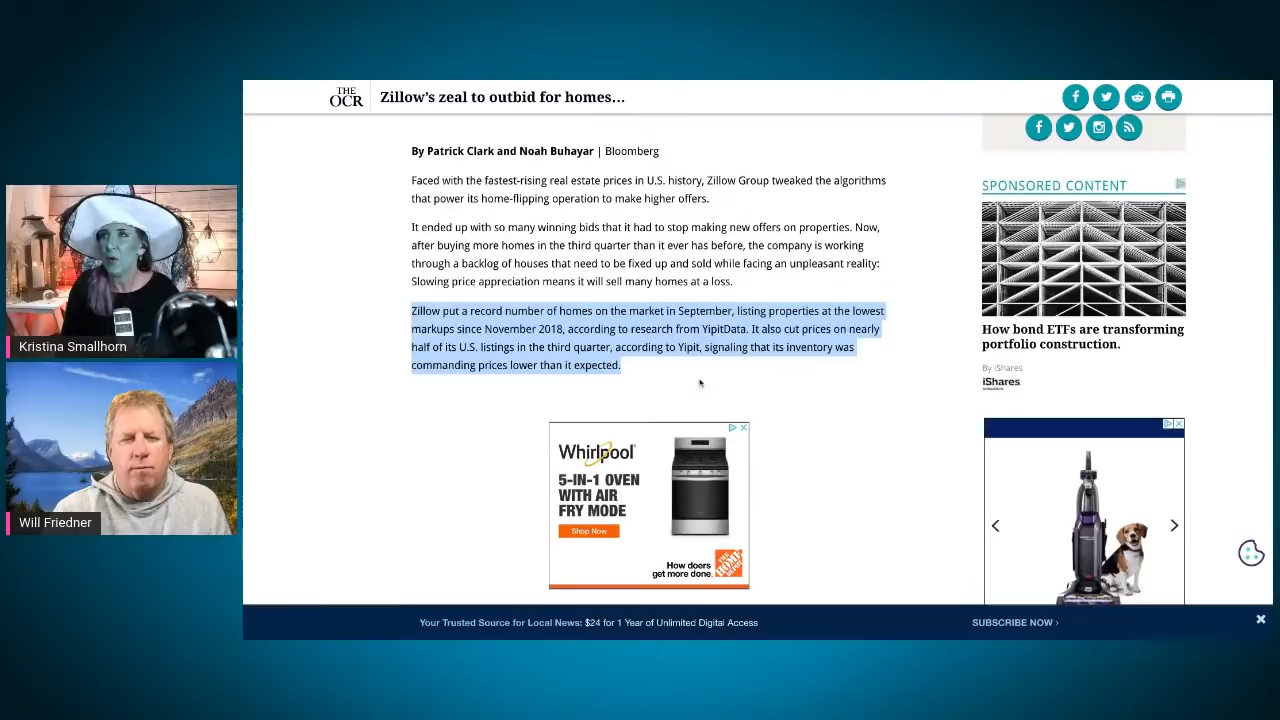 THE
OCR
Zillow's zeal to outbid for homes...
By Patrick Clark and Noah Buhayar | Bloomberg
Faced with the fastest-rising real estate prices in U.S. history, Zillow Group tweaked the algorithms
that power its home-flipping operation to make higher offers.
It ended up with so many winning bids that it had to stop making new offers on properties. Now,
after buying more homes in the third quarter than it ever has before, the company is working
through a backlog of houses that need to be fixed up and sold while facing an unpleasant reality:
Slowing price appreciation means it will sell many homes at a loss.
Zillow put a record number of homes on the market in September, listing properties at the lowest
markups since November 2018, according to research from YipitData. It also cut prices on nearly
half of its U.S. listings in the third quarter, according to Yipit, signaling that its inventory was
commanding prices lower than it expected.
SPONSORED CONTENT
How bond ETFs are transforming
portfolio construction.
By iShares
iShares
Kristina Smallhorn
Will Friedner
Whirlpool
5-IN-1 OVEN
WITH AIR
FRY MODE
Shop Now
How doers
get more done.
THE HOME DEPOT
Your Trusted Source for Local News: $24 for 1 Year of Unlimited Digital Access
SUBSCRIBE NOW ›